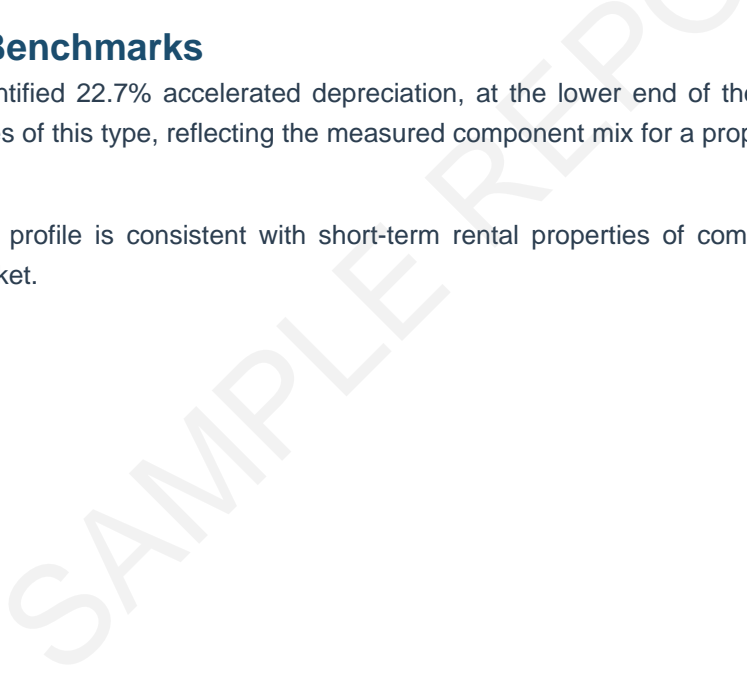 Benchmarks
ntified 22.7% accelerated depreciation, at the lower end of the
s of this type, reflecting the measured component mix for a prop
profile is consistent with short-term rental properties of com
ket.
SAMPLE REPO